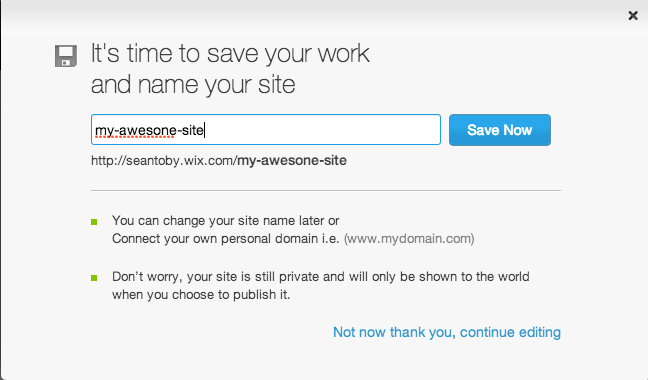 It's time to save your work
and name your site
my-awesone-site
Save Now
http://seantoby.wix.com/my-awesone-site
You can change your site name later or
Connect your own personal domain i.e. (www.mydomain.com)
Don't worry, your site is still private and will only be shown to the world
when you choose to publish it.
Not now thank you, continue editing